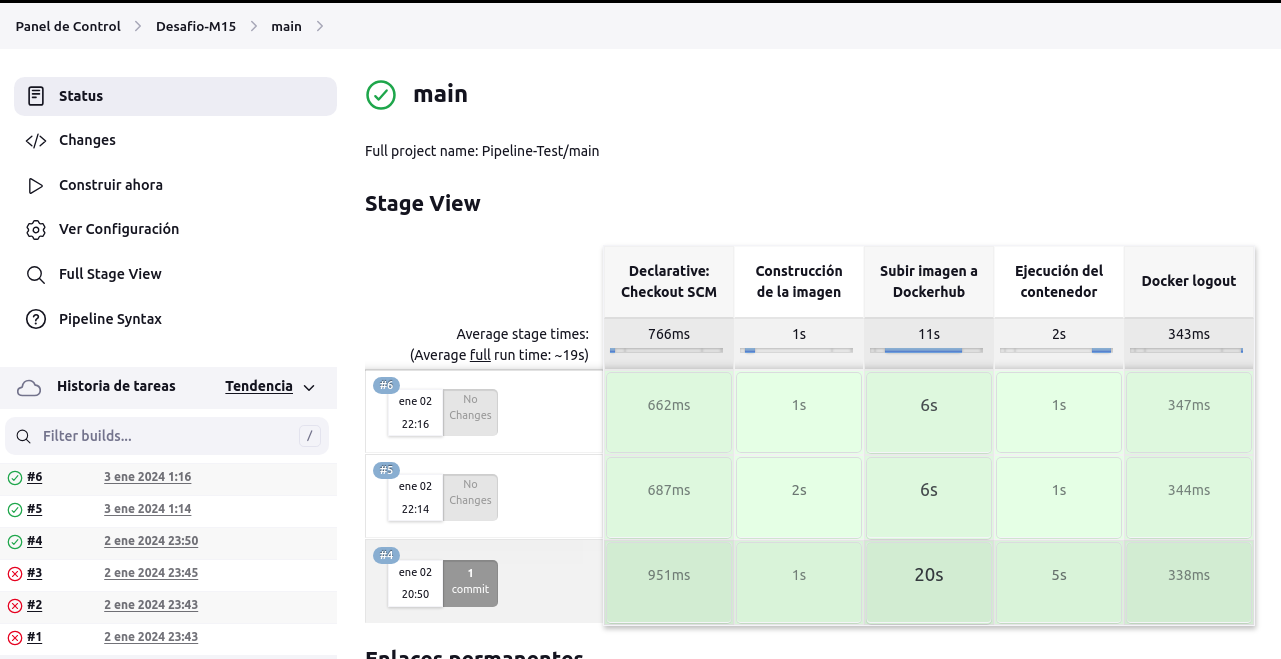 Panel de Control
Desafio-M15
main
Status
Changes
Construir ahora
Ver Configuración
Full Stage View
Pipeline Syntax
Historia de tareas
Tendencia
Filter builds...
/
#6 3 ene 2024 1:16
#5 3 ene 2024 1:14
#4 2 ene 2024 23:50
#3 2 ene 2024 23:45
#2 2 ene 2024 23:43
#1 2 ene 2024 23:43
main
Full project name: Pipeline-Test/main
Stage View
Declarative:
Checkout SCM
Construcción
de la imagen
Subir imagen a
Dockerhub
Ejecución del
contenedor
Docker logout
Average stage times:
(Average full run time: ~19s)
766ms
1s
11s
2s
343ms
#6
ene 02
22:16
No
Changes
662ms
1s
6s
1s
347ms
#5
ene 02
22:14
No
Changes
687ms
2s
6s
1s
344ms
#4
ene 02
20:50
1
commit
951ms
1s
20s
5s
338ms
Enlaces permanentes